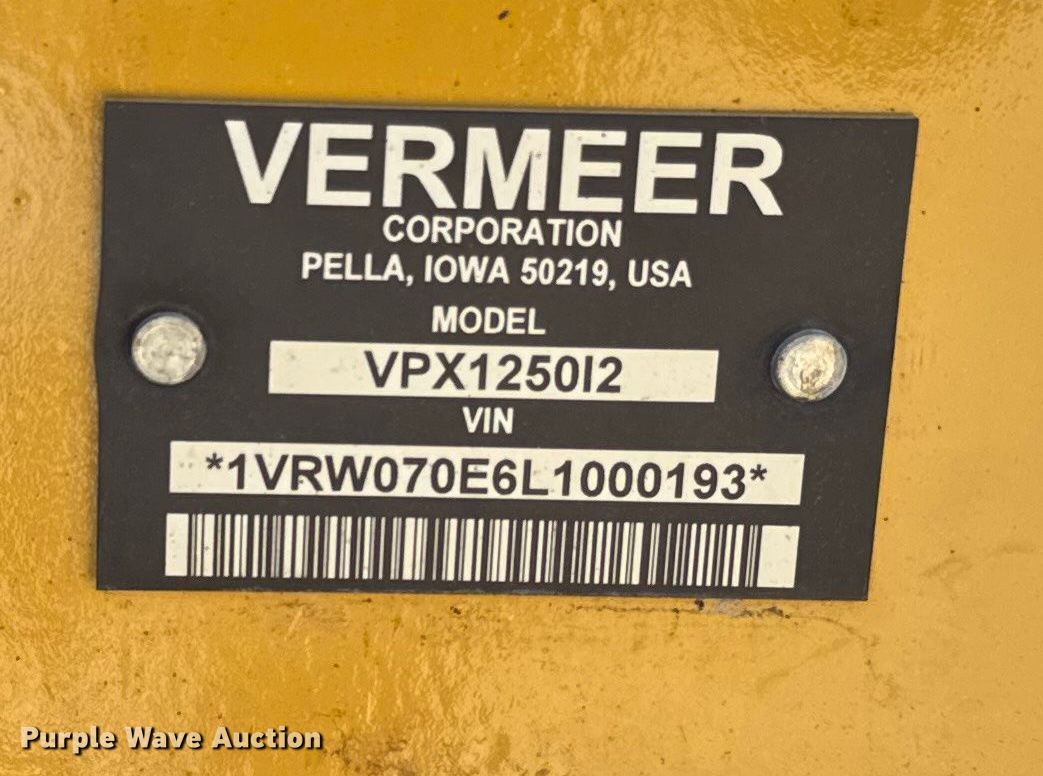 VERMEER
CORPORATION
PELLA, IOWA 50219, USA
MODEL
VPX1250I2
VIN
*1VRW070E6L1000193*
Purple Wave Auction